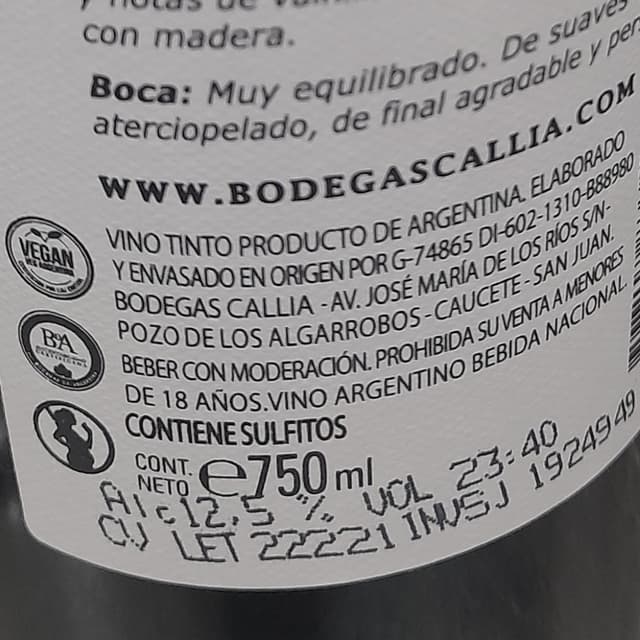 con madera.
Boca: Muy equilibrado. De suaves
aterciopelado, de final agradable y
WWW.BODEGASCALLIA.COM
VINO TINTO PRODUCTO DE ARGENTINA. ELABORADO
Y ENVASADO EN ORIGEN POR G-74865 DI-602-1310-B88980
BODEGAS CALLIA - AV. JOSÉ MARÍA DE LOS RÍOS S/N-
POZO DE LOS ALGARROBOS - CAUCETE - SAN JUAN.
BEBER CON MODERACIÓN. PROHIBIDA SU VENTA A MENORES
DE 18 AÑOS.VINO ARGENTINO BEBIDA NACIONAL.
CONTIENE SULFITOS
CONT.
NETO e750 ml
Alc12,5 % VOL 23:40
CV LET 22221 INVSJ 1924949
VEGAN
BSA